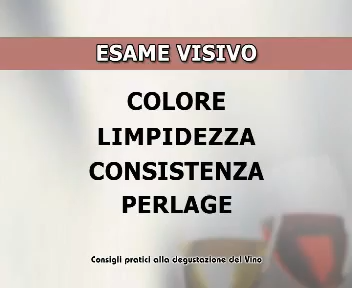 ESAME VISIVO
COLORE
LIMPIDEZZA
CONSISTENZA
PERLAGE
Consigli pratici alla degustazione del Vino